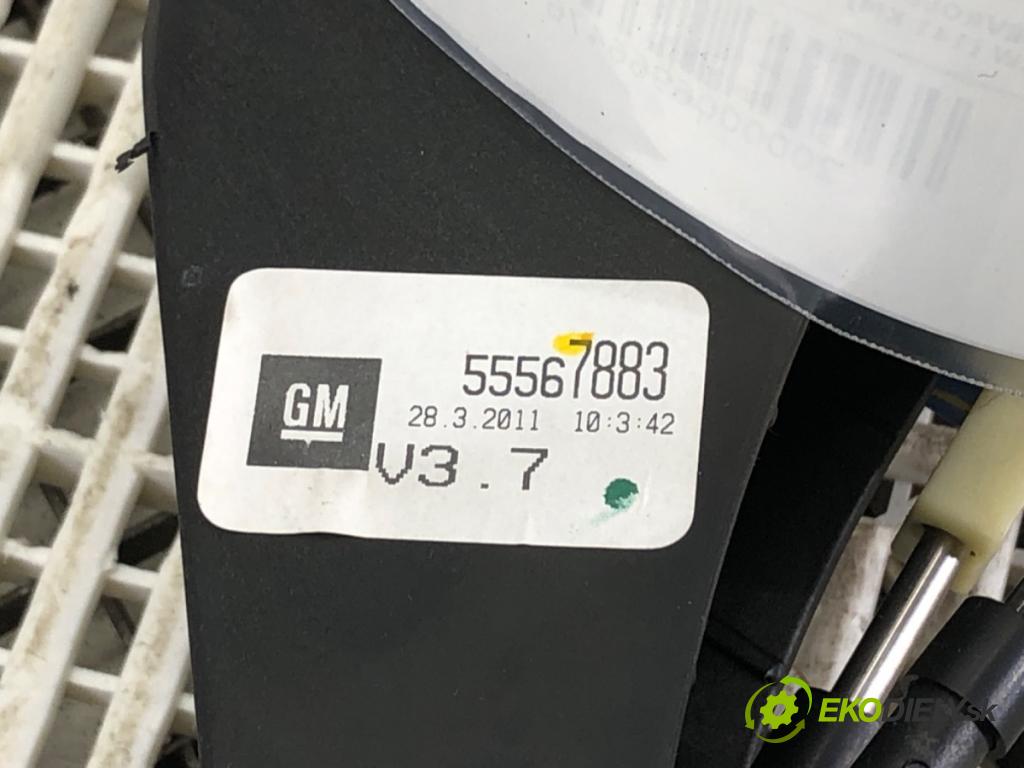 GM
55567883
28.3.2011 10:3:42
V3.7
EKODIELY.sk